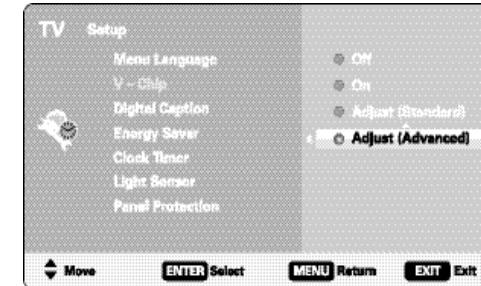 TV Setup
Menu Language
V - Chip
Digital Caption
Energy Saver
Clock Timer
Light Sensor
Panel Protection
Off
On
Adjust (Standard)
Adjust (Advanced)
Move ENTER Select MENU Return EXIT Exit